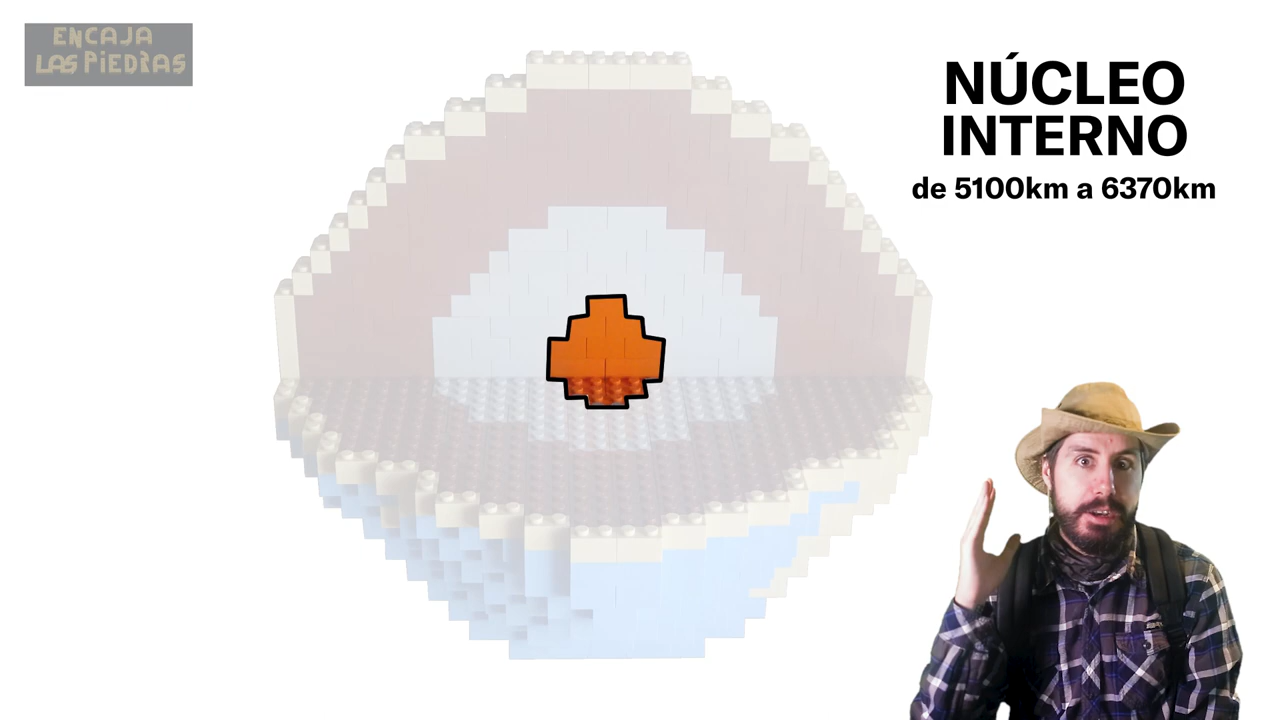 ENCAJA
LAS PIEDRAS
NÚCLEO
INTERNO
de 5100km a 6370km